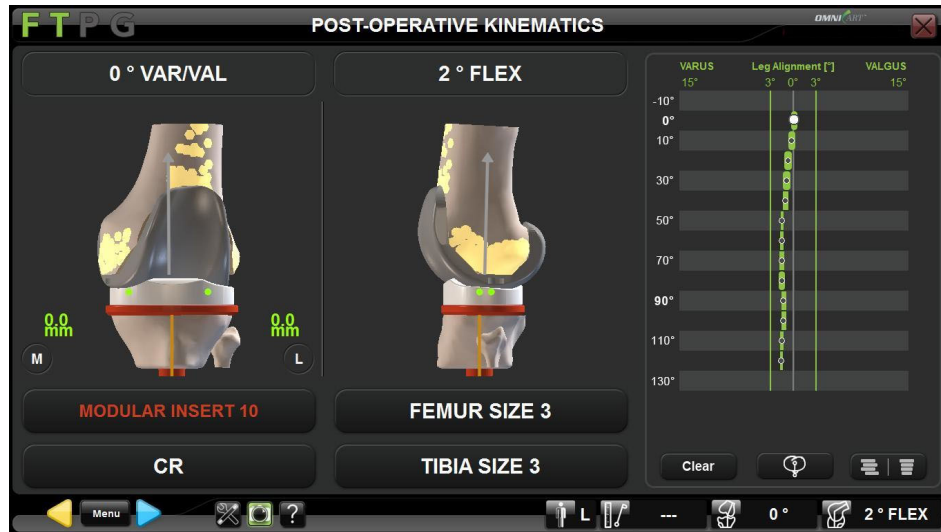 FTPG
POST-OPERATIVE KINEMATICS
OMNI ART
0 ° VAR/VAL
2 ° FLEX
VARUS
Leg Alignment [°]
VALGUS
15°
3°
0°
3°
15°
-10°
0°
10°
30°
50°
70°
90°
110°
130°
0.0
mm
0.0
mm
M
L
MODULAR INSERT 10
FEMUR SIZE 3
CR
TIBIA SIZE 3
Clear
Menu
?
L
---
0 °
2 ° FLEX